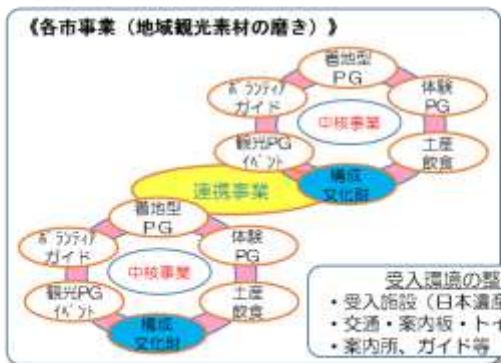 《各市事業（地域観光素材の磨き）》
着地型
PG
ボランティア
ガイド
体験
PG
中核事業
観光PG
イベント
土産
飲食
構成
文化財
連携事業
着地型
PG
ボランティア
ガイド
体験
PG
中核事業
観光PG
イベント
土産
飲食
構成
文化財
受入環境の整
・受入施設（日本遺産
・交通・案内板・トイ
・案内所、ガイド等